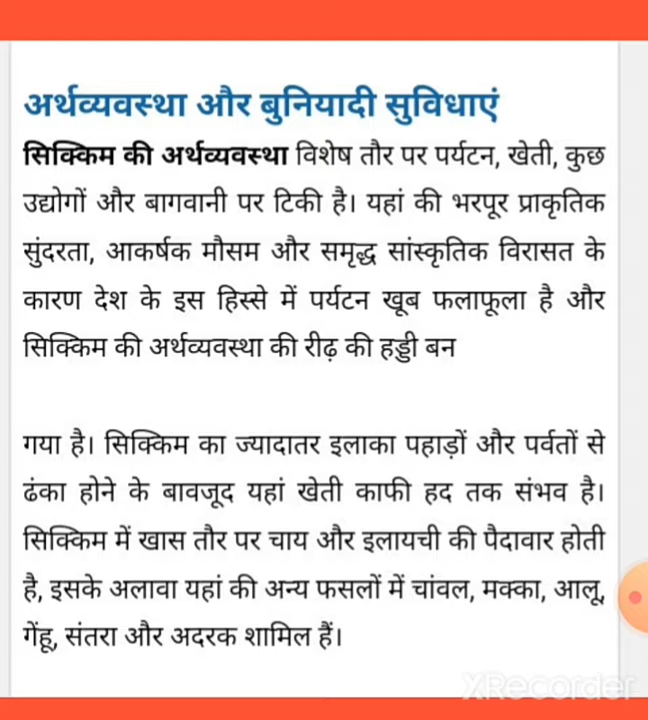 अर्थव्यवस्था और बुनियादी सुविधाएं
सिक्किम की अर्थव्यवस्था विशेष तौर पर पर्यटन, खेती, कुछ
उद्योगों और बागवानी पर टिकी है। यहां की भरपूर प्राकृतिक
सुंदरता, आकर्षक मौसम और समृद्ध सांस्कृतिक विरासत के
कारण देश के इस हिस्से में पर्यटन खूब फलाफूला है और
सिक्किम की अर्थव्यवस्था की रीढ़ की हड्डी बन
गया है। सिक्किम का ज्यादातर इलाका पहाड़ों और पर्वतों से
ढंका होने के बावजूद यहां खेती काफी हद तक संभव है।
सिक्किम में खास तौर पर चाय और इलायची की पैदावार होती
है, इसके अलावा यहां की अन्य फसलों में चांवल, मक्का, आलू,
गेंहू, संतरा और अदरक शामिल हैं।
XRecorder